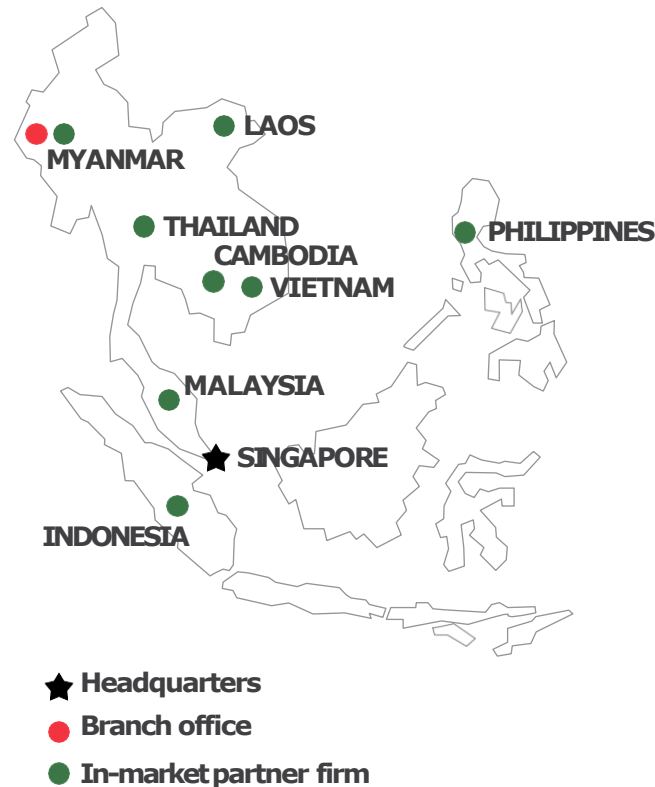 LAOS
MYANMAR
THAILAND
PHILIPPINES
CAMBODIA
VIETNAM
MALAYSIA
SINGAPORE
INDONESIA
Headquarters
Branch office
In-market partner firm